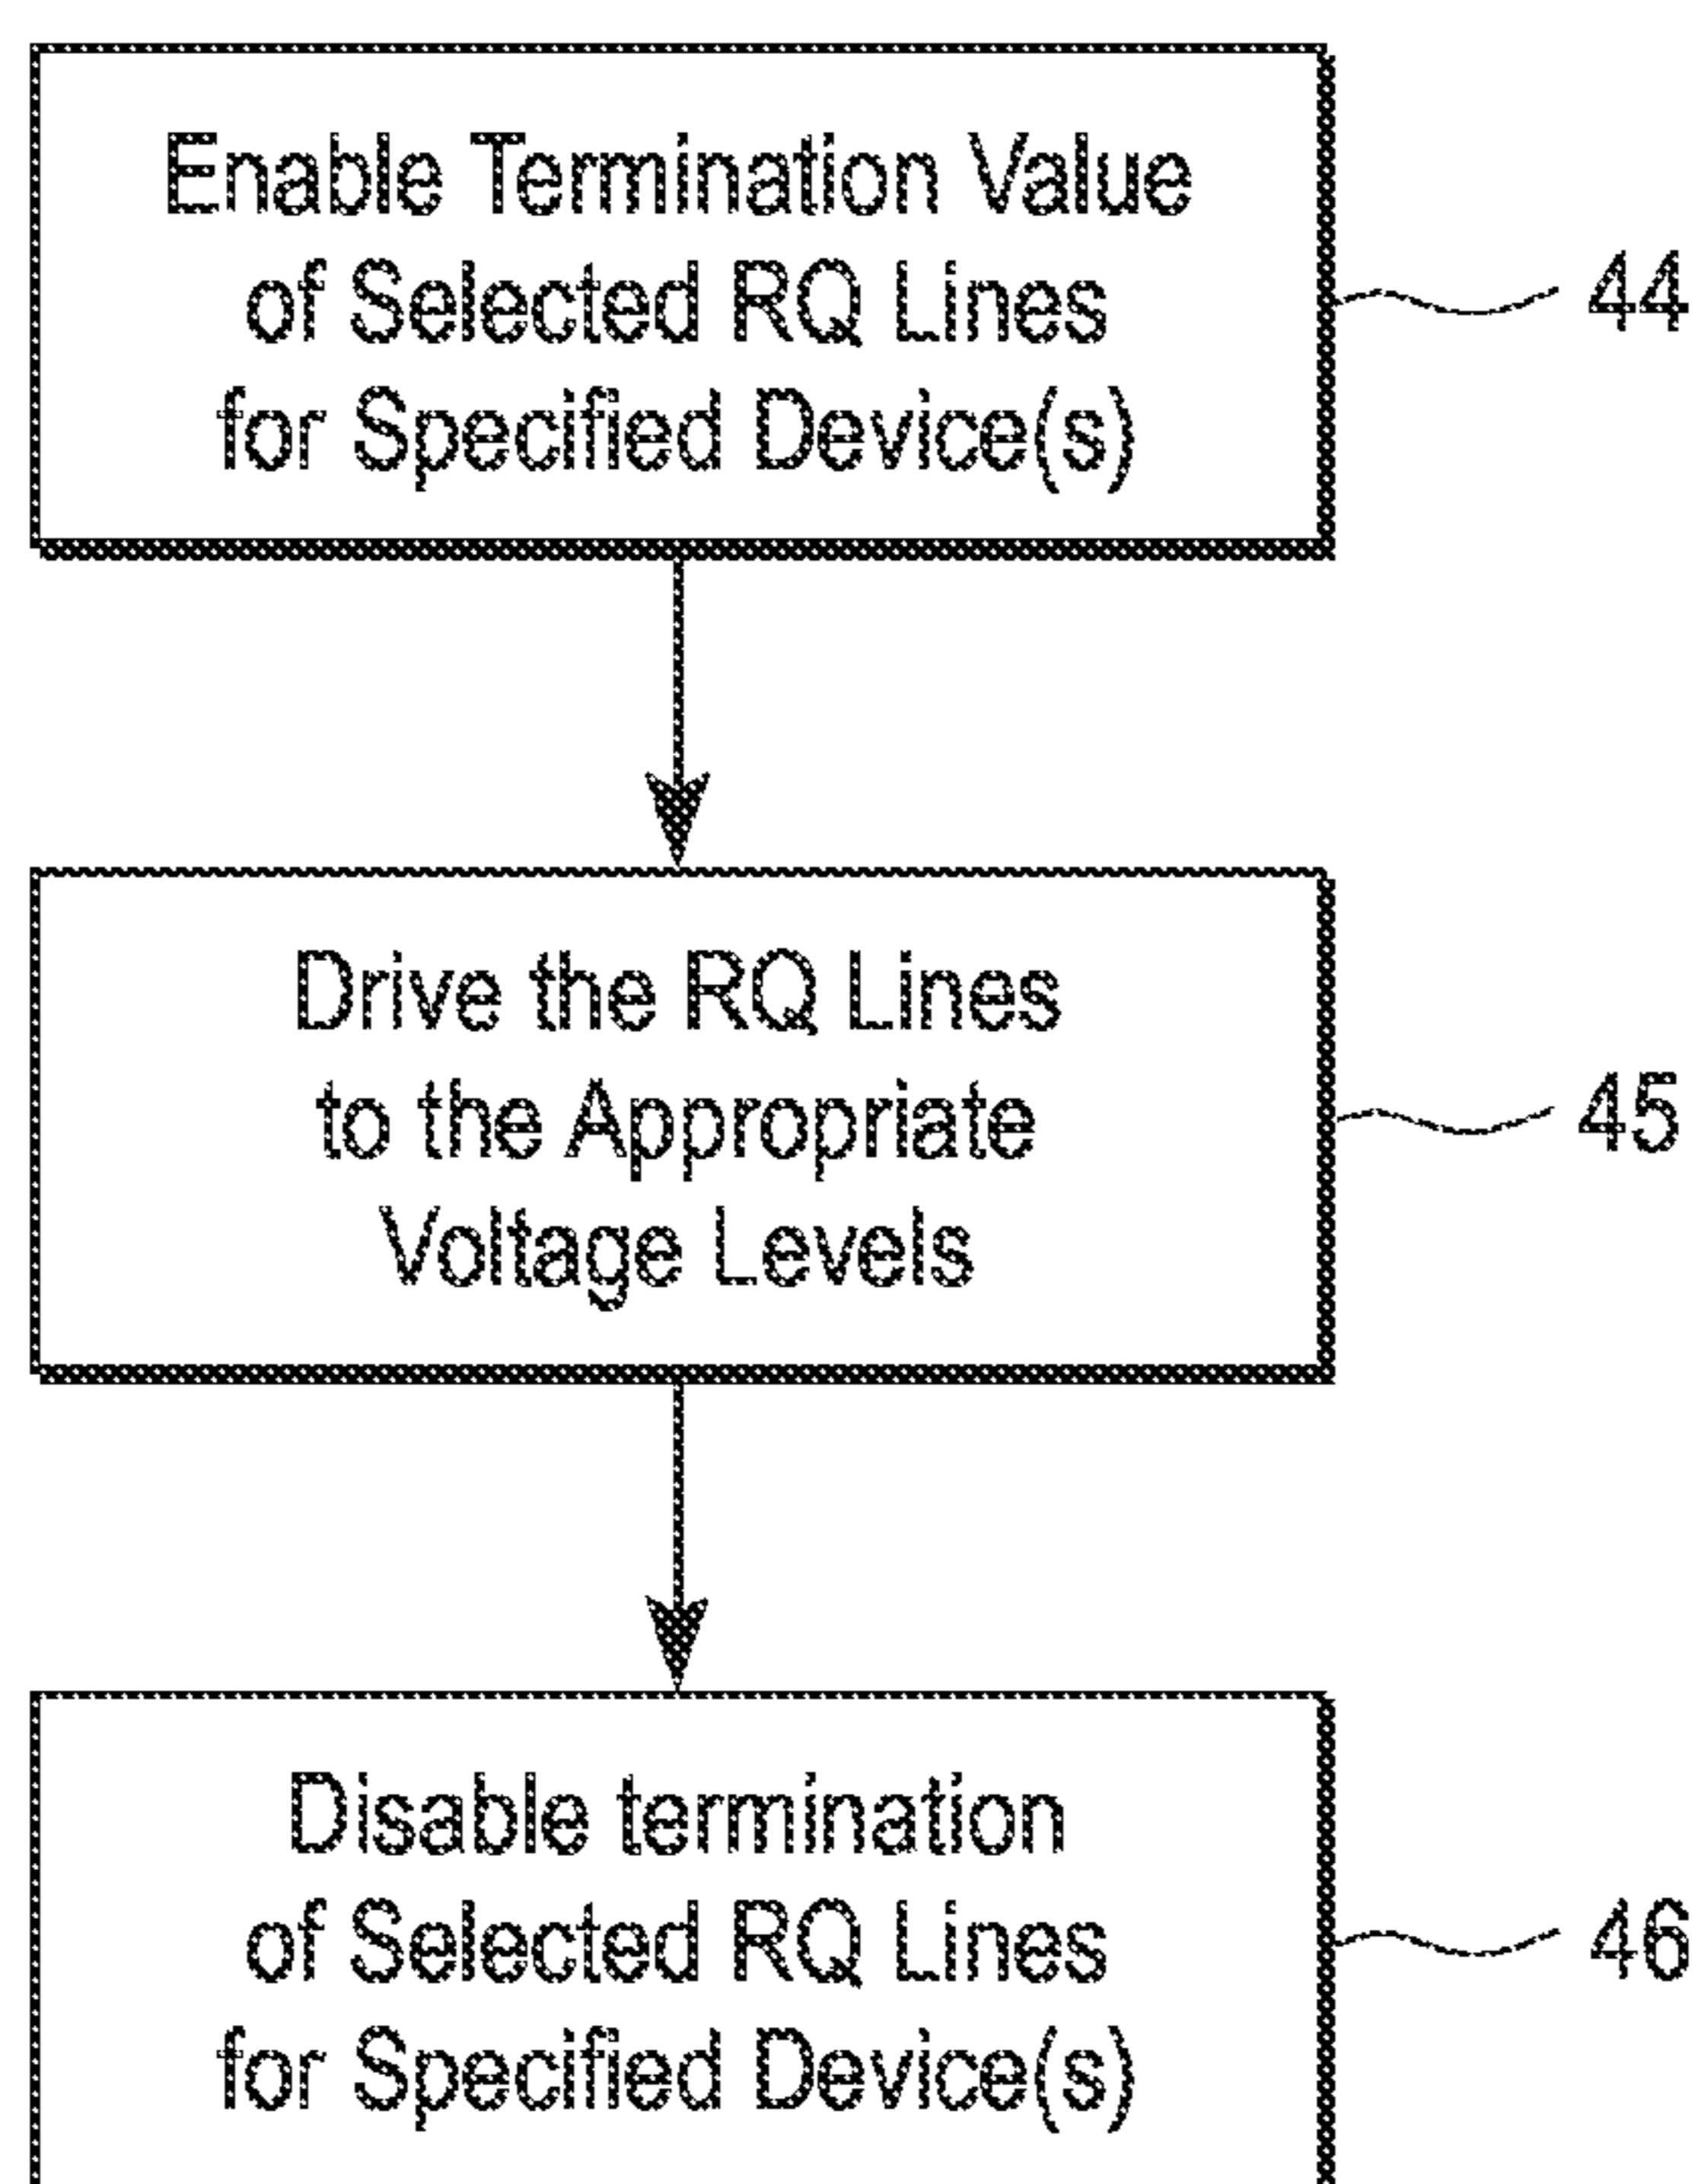 Enable Termination Value
of Selected RQ Lines
for Specified Device(s)
44
Drive the RQ Lines
to the Appropriate
Voltage Levels
45
Disable termination
of Selected RQ Lines
for Specified Device(s)
46